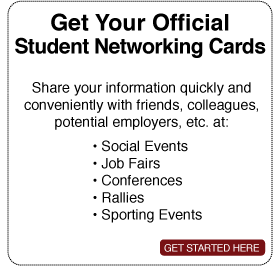 Get Your Official
Student Networking Cards
Share your information quickly and
conveniently with friends, colleagues,
potential employers, etc. at:
• Social Events
• Job Fairs
• Conferences
• Rallies
• Sporting Events
GET STARTED HERE